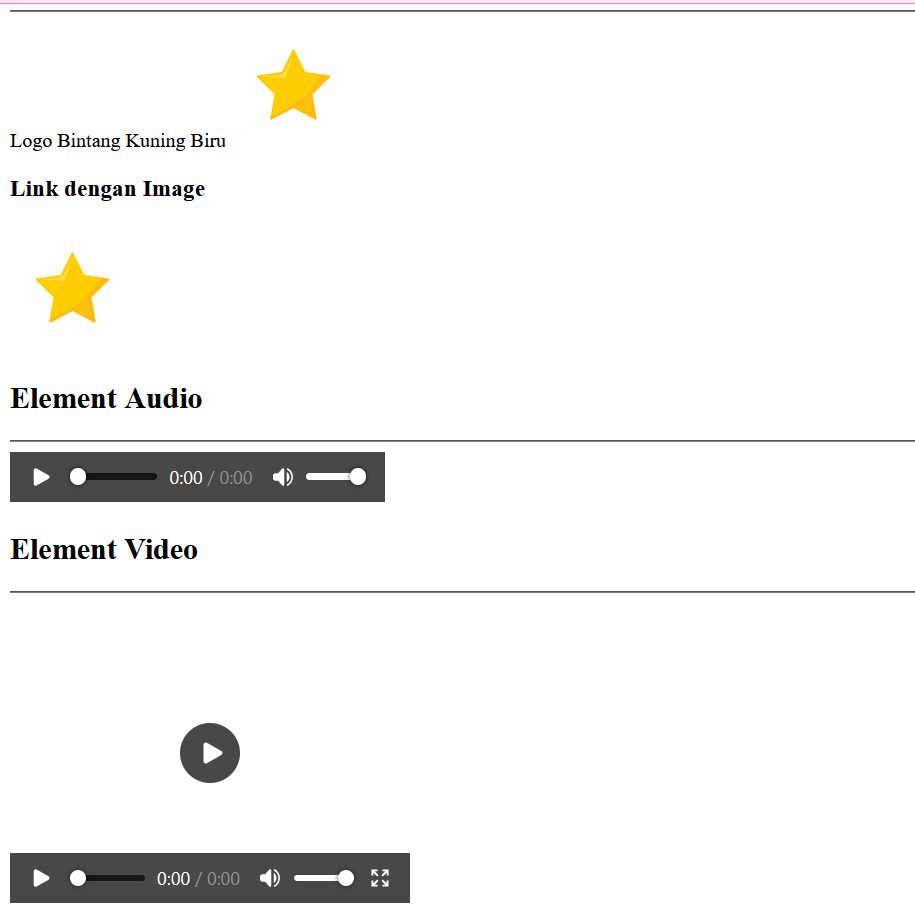 Logo Bintang Kuning Biru
Link dengan Image
Element Audio
0:00 / 0:00
Element Video
0:00 / 0:00